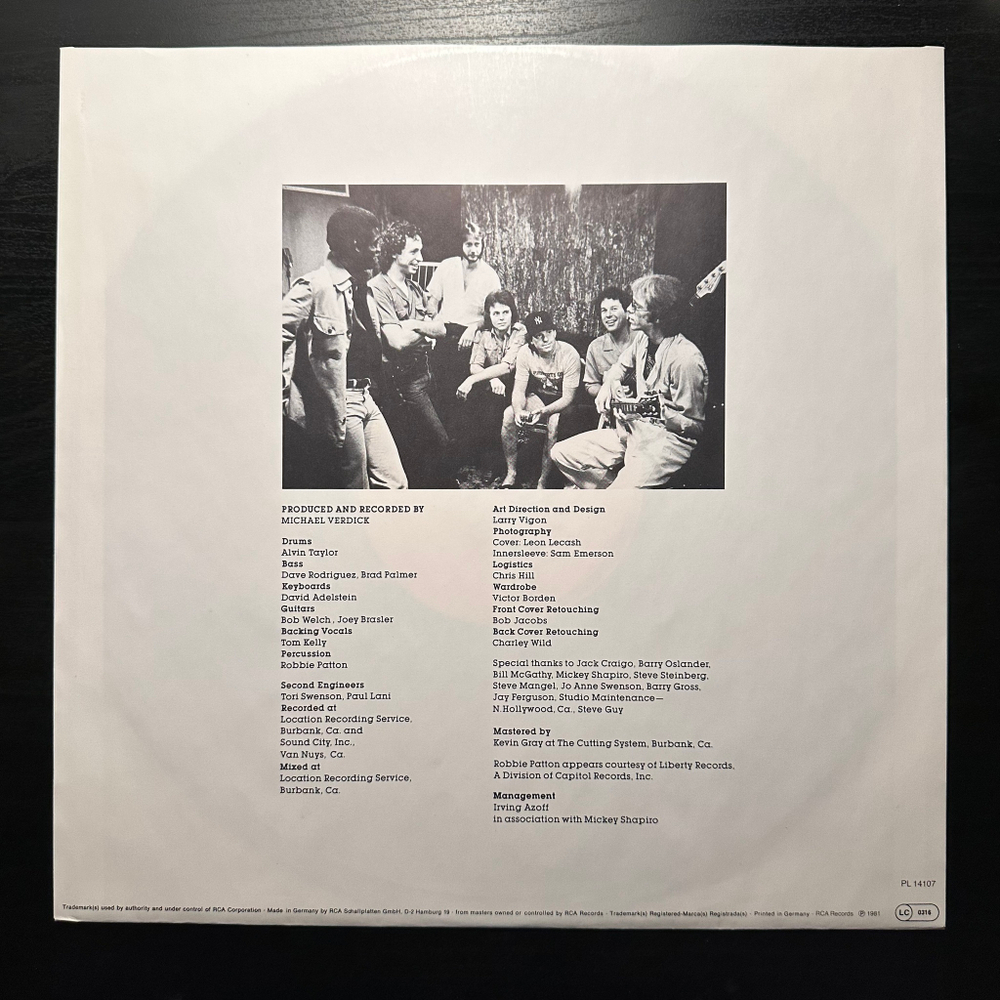 NY
PRODUCED AND RECORDED BY
MICHAEL VERDICK
Drums
Alvin Taylor
Bass
Dave Rodriguez, Brad Palmer
Keyboards
David Adelstein
Guitars
Bob Welch, Joey Brasler
Backing Vocals
Tom Kelly
Percussion
Robbie Patton
Second Engineers
Tori Swenson, Paul Lani
Recorded at
Location Recording Service,
Burbank, Ca. and
Sound City, Inc.,
Van Nuys, Ca.
Mixed at
Location Recording Service,
Burbank, Ca.
Art Direction and Design
Larry Vigon
Photography
Cover: Leon Lecash
Innersleeve: Sam Emerson
Logistics
Chris Hill
Wardrobe
Victor Borden
Front Cover Retouching
Bob Jacobs
Back Cover Retouching
Charley Wild
Special thanks to Jack Craigo, Barry Oslander,
Bill McGathy, Mickey Shapiro, Steve Steinberg,
Steve Mangel, Jo Anne Swenson, Barry Gross,
Jay Ferguson, Studio Maintenance—
N.Hollywood, Ca., Steve Guy
Mastered by
Kevin Gray at The Cutting System, Burbank, Ca.
Robbie Patton appears courtesy of Liberty Records,
A Division of Capitol Records, Inc.
Management
Irving Azoff
in association with Mickey Shapiro
PL 14107
Trademark(s) used by authority and under control of RCA Corporation · Made in Germany by RCA Schallplatten GmbH, D-2 Hamburg 19 · from masters owned or controlled by RCA Records · Trademark(s) Registered-Marca(s) Registrada(s) · Printed in Germany · RCA Records ℗ 1981
LC 0316